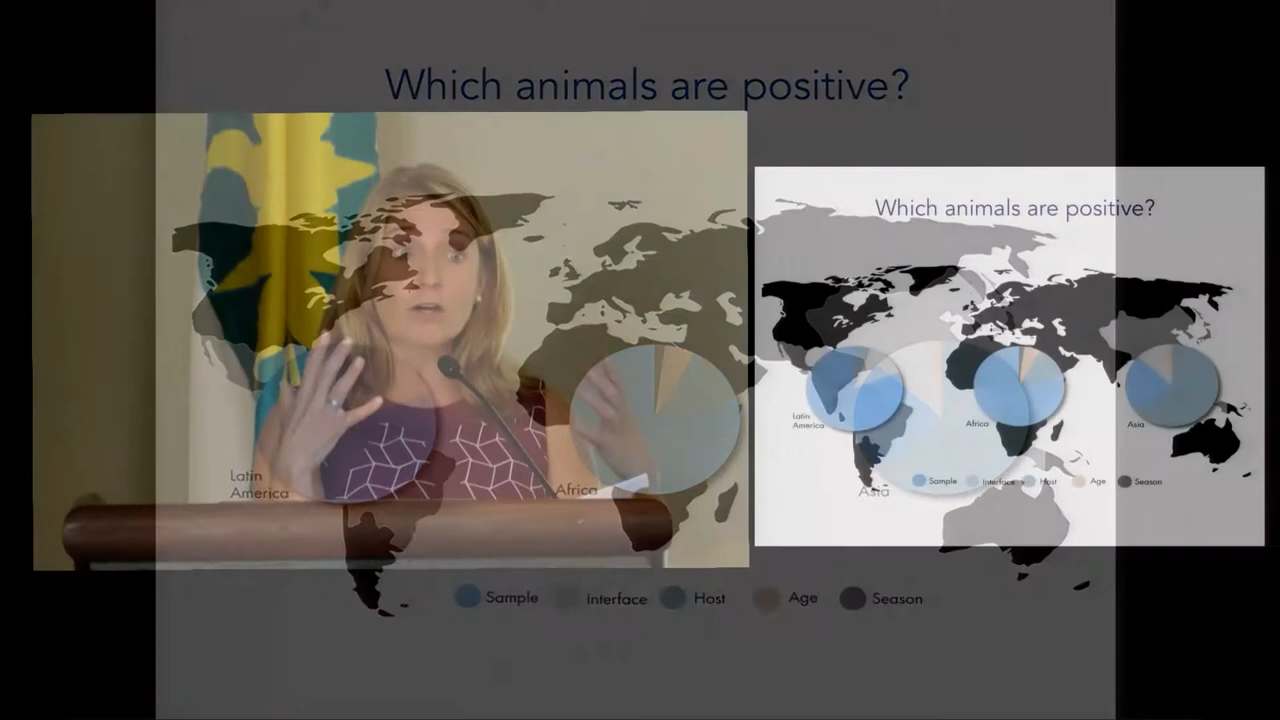 Which animals are positive?
Latin
America
Africa
Asia
Sample Interface Host Age Season
Which animals are positive?
Latin
America
Africa
Asia
Sample Interface Host Age Season